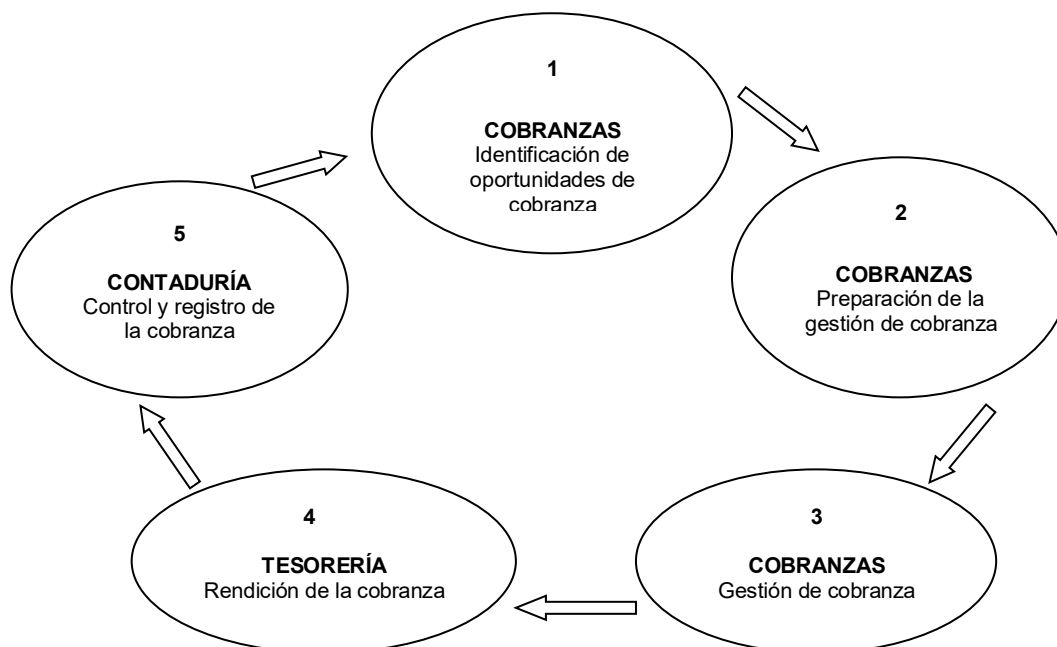 1
COBRANZAS
Identificación de
oportunidades de
cobranza
2
COBRANZAS
Preparación de la
gestión de cobranza
3
COBRANZAS
Gestión de cobranza
4
TESORERÍA
Rendición de la cobranza
5
CONTADURÍA
Control y registro de
la cobranza